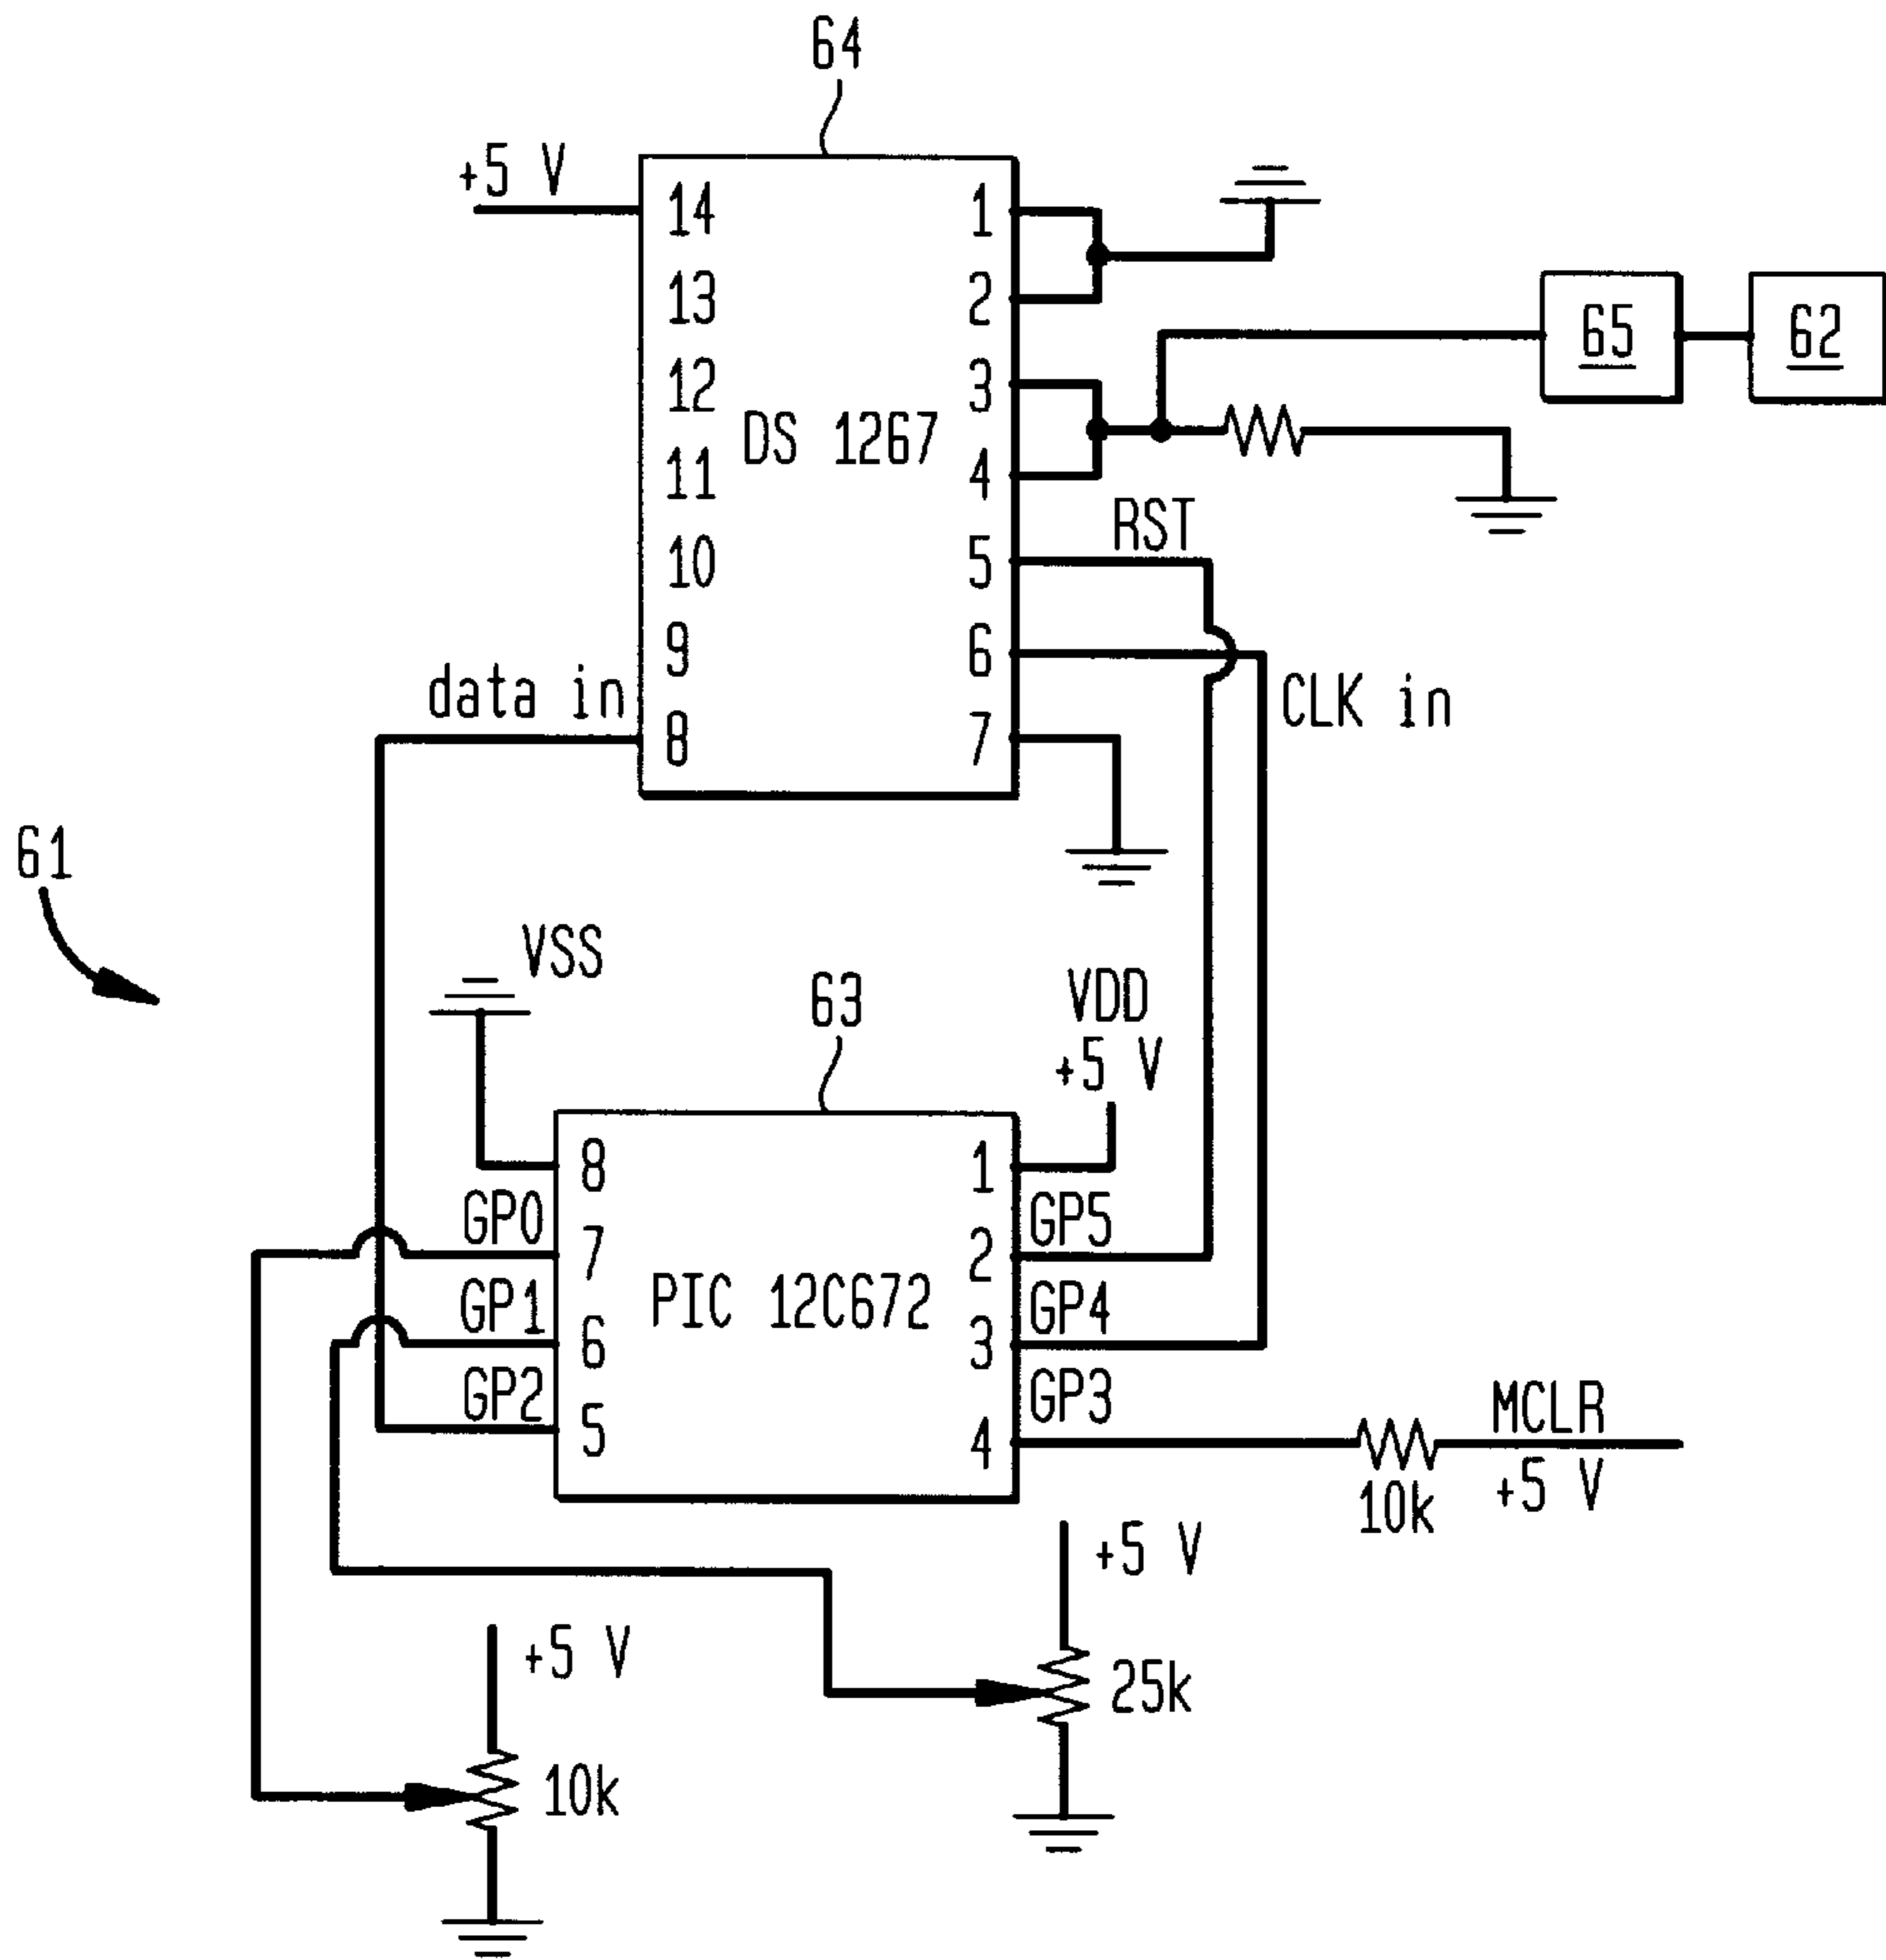 64
+5 V
14 1
13 2
12 3
DS 1267
11 4
10 5
9 6
8 7
65
62
RST
CLK in
data in
61
VSS
63
VDD
+5 V
8 1
GP0 GP5
7 2
PIC 12C672
GP1 GP4
6 3
GP2 GP3
5 4
MCLR
10k
+5 V
+5 V
25k
+5 V
10k